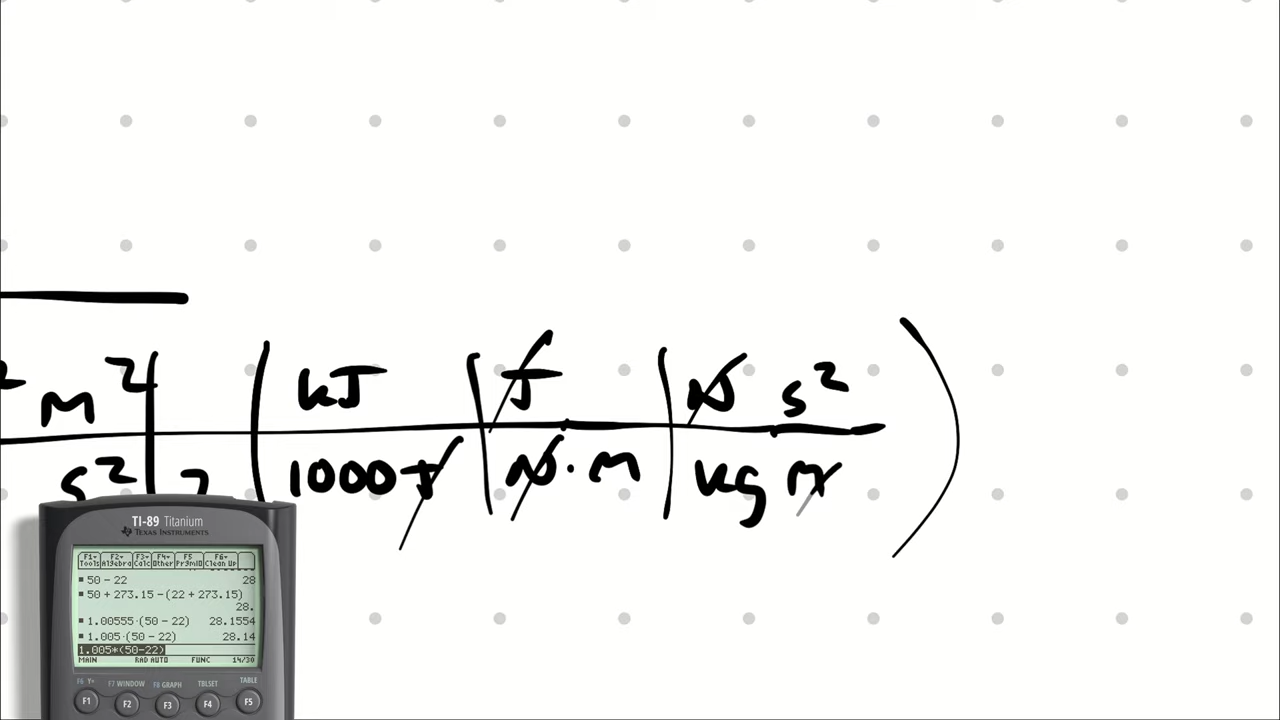 2 m² kJ J N s²
s² 2 1000 J N·m kg m
TI-89 Titanium
TEXAS INSTRUMENTS
F1 F2 F3 F4 F5 F6
Tools Algebra Calc Other PrgmIO Clean Up
50 - 22 28
50 + 273.15 - (22 + 273.15)
28.
1.00555·(50 - 22) 28.1554
1.005·(50 - 22) 28.14
1.005*(50-22)
MAIN RAD AUTO FUNC 14/30
F6 Y= F7 WINDOW F8 GRAPH TBLSET TABLE
F1 F2 F3 F4 F5